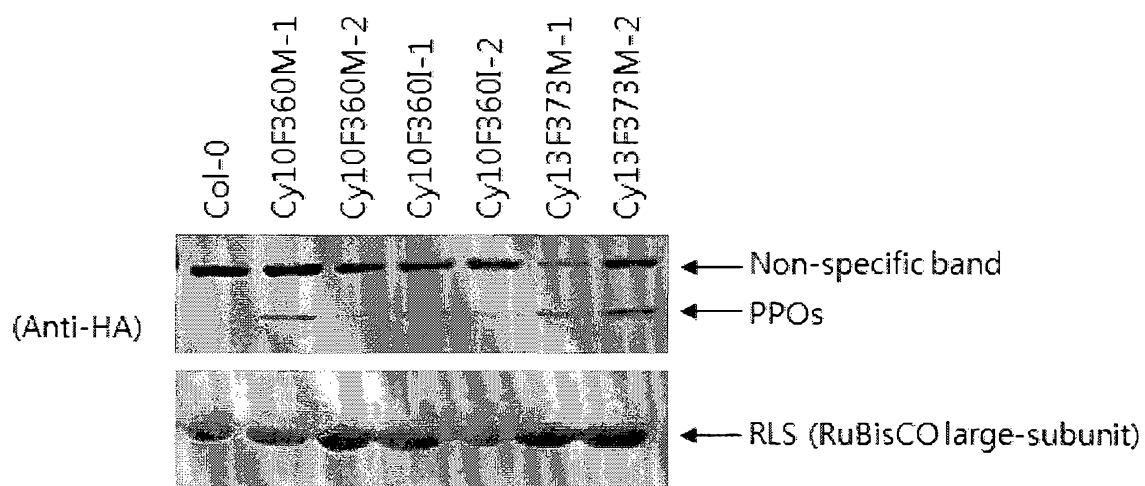 Col-0
Cy10F360M-1
Cy10F360M-2
Cy10F360I-1
Cy10F360I-2
Cy13F373M-1
Cy13F373M-2
Non-specific band
PPOs
(Anti-HA)
RLS (RuBisCO large-subunit)